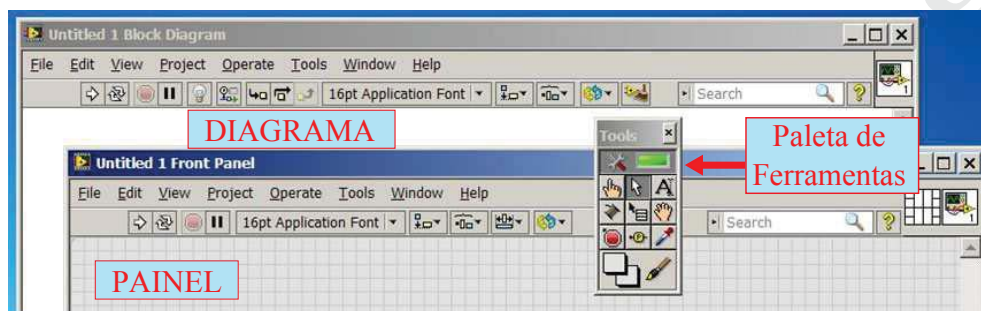 Untitled 1 Block Diagram
File Edit View Project Operate Tools Window Help
16pt Application Font
Search
DIAGRAMA
Tools
Paleta de
Ferramentas
Untitled 1 Front Panel
File Edit View Project Operate Tools Window Help
16pt Application Font
Search
PAINEL